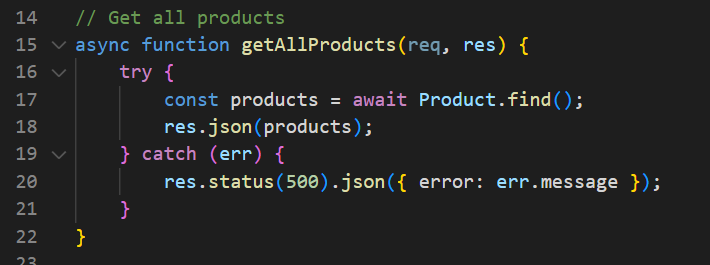 14 // Get all products
15 async function getAllProducts(req, res) {
16     try {
17         const products = await Product.find();
18         res.json(products);
19     } catch (err) {
20         res.status(500).json({ error: err.message });
21     }
22 }
23